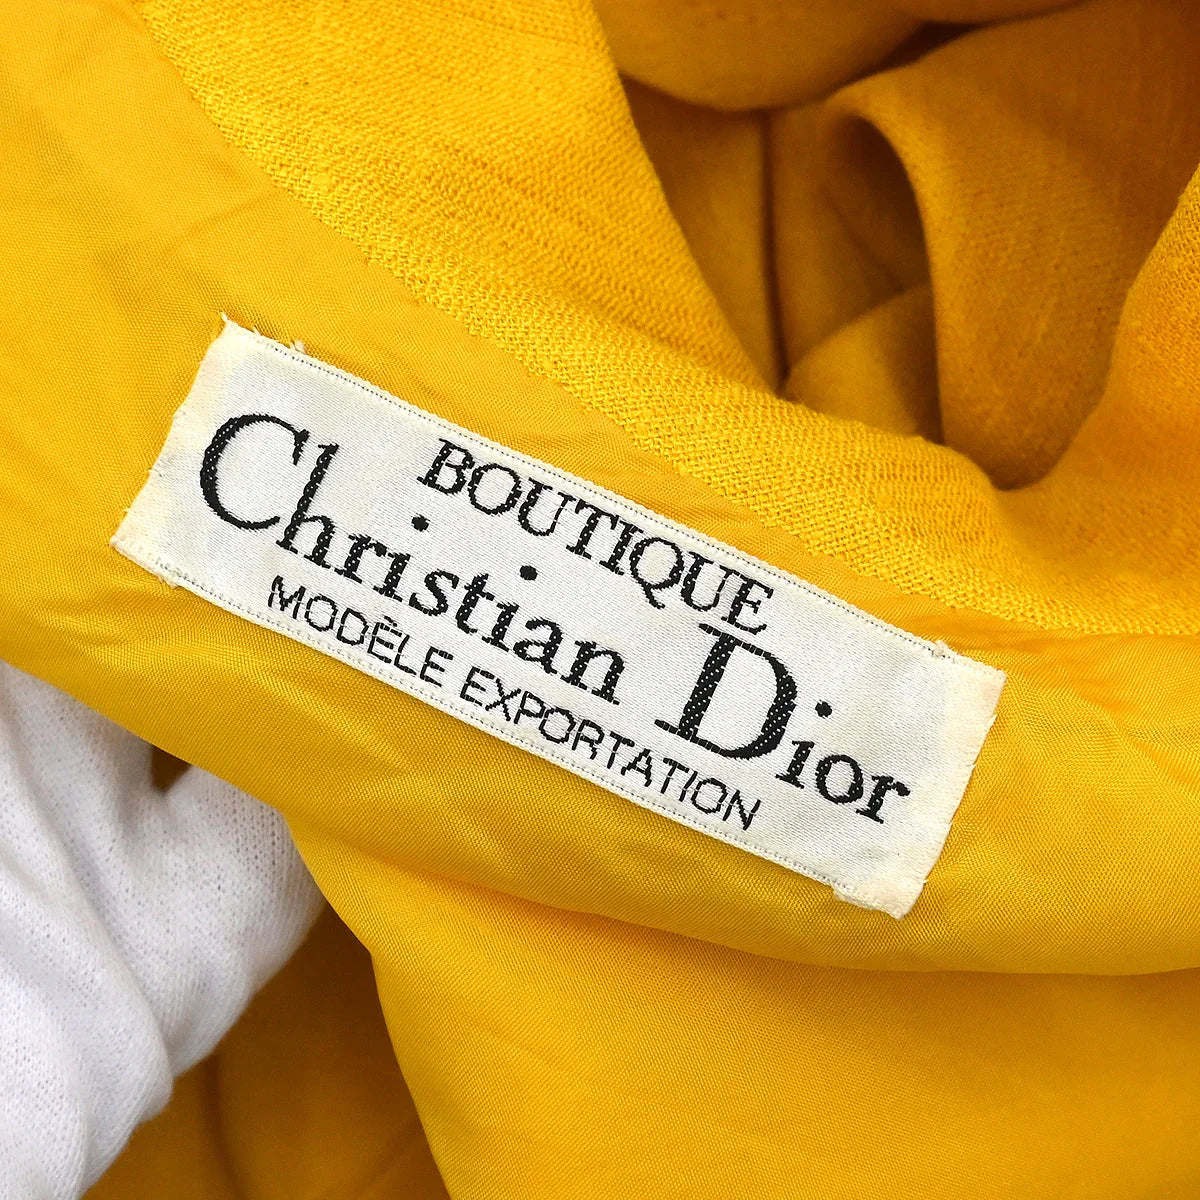 BOUTIQUE
Christian Dior
MODÈLE EXPORTATION